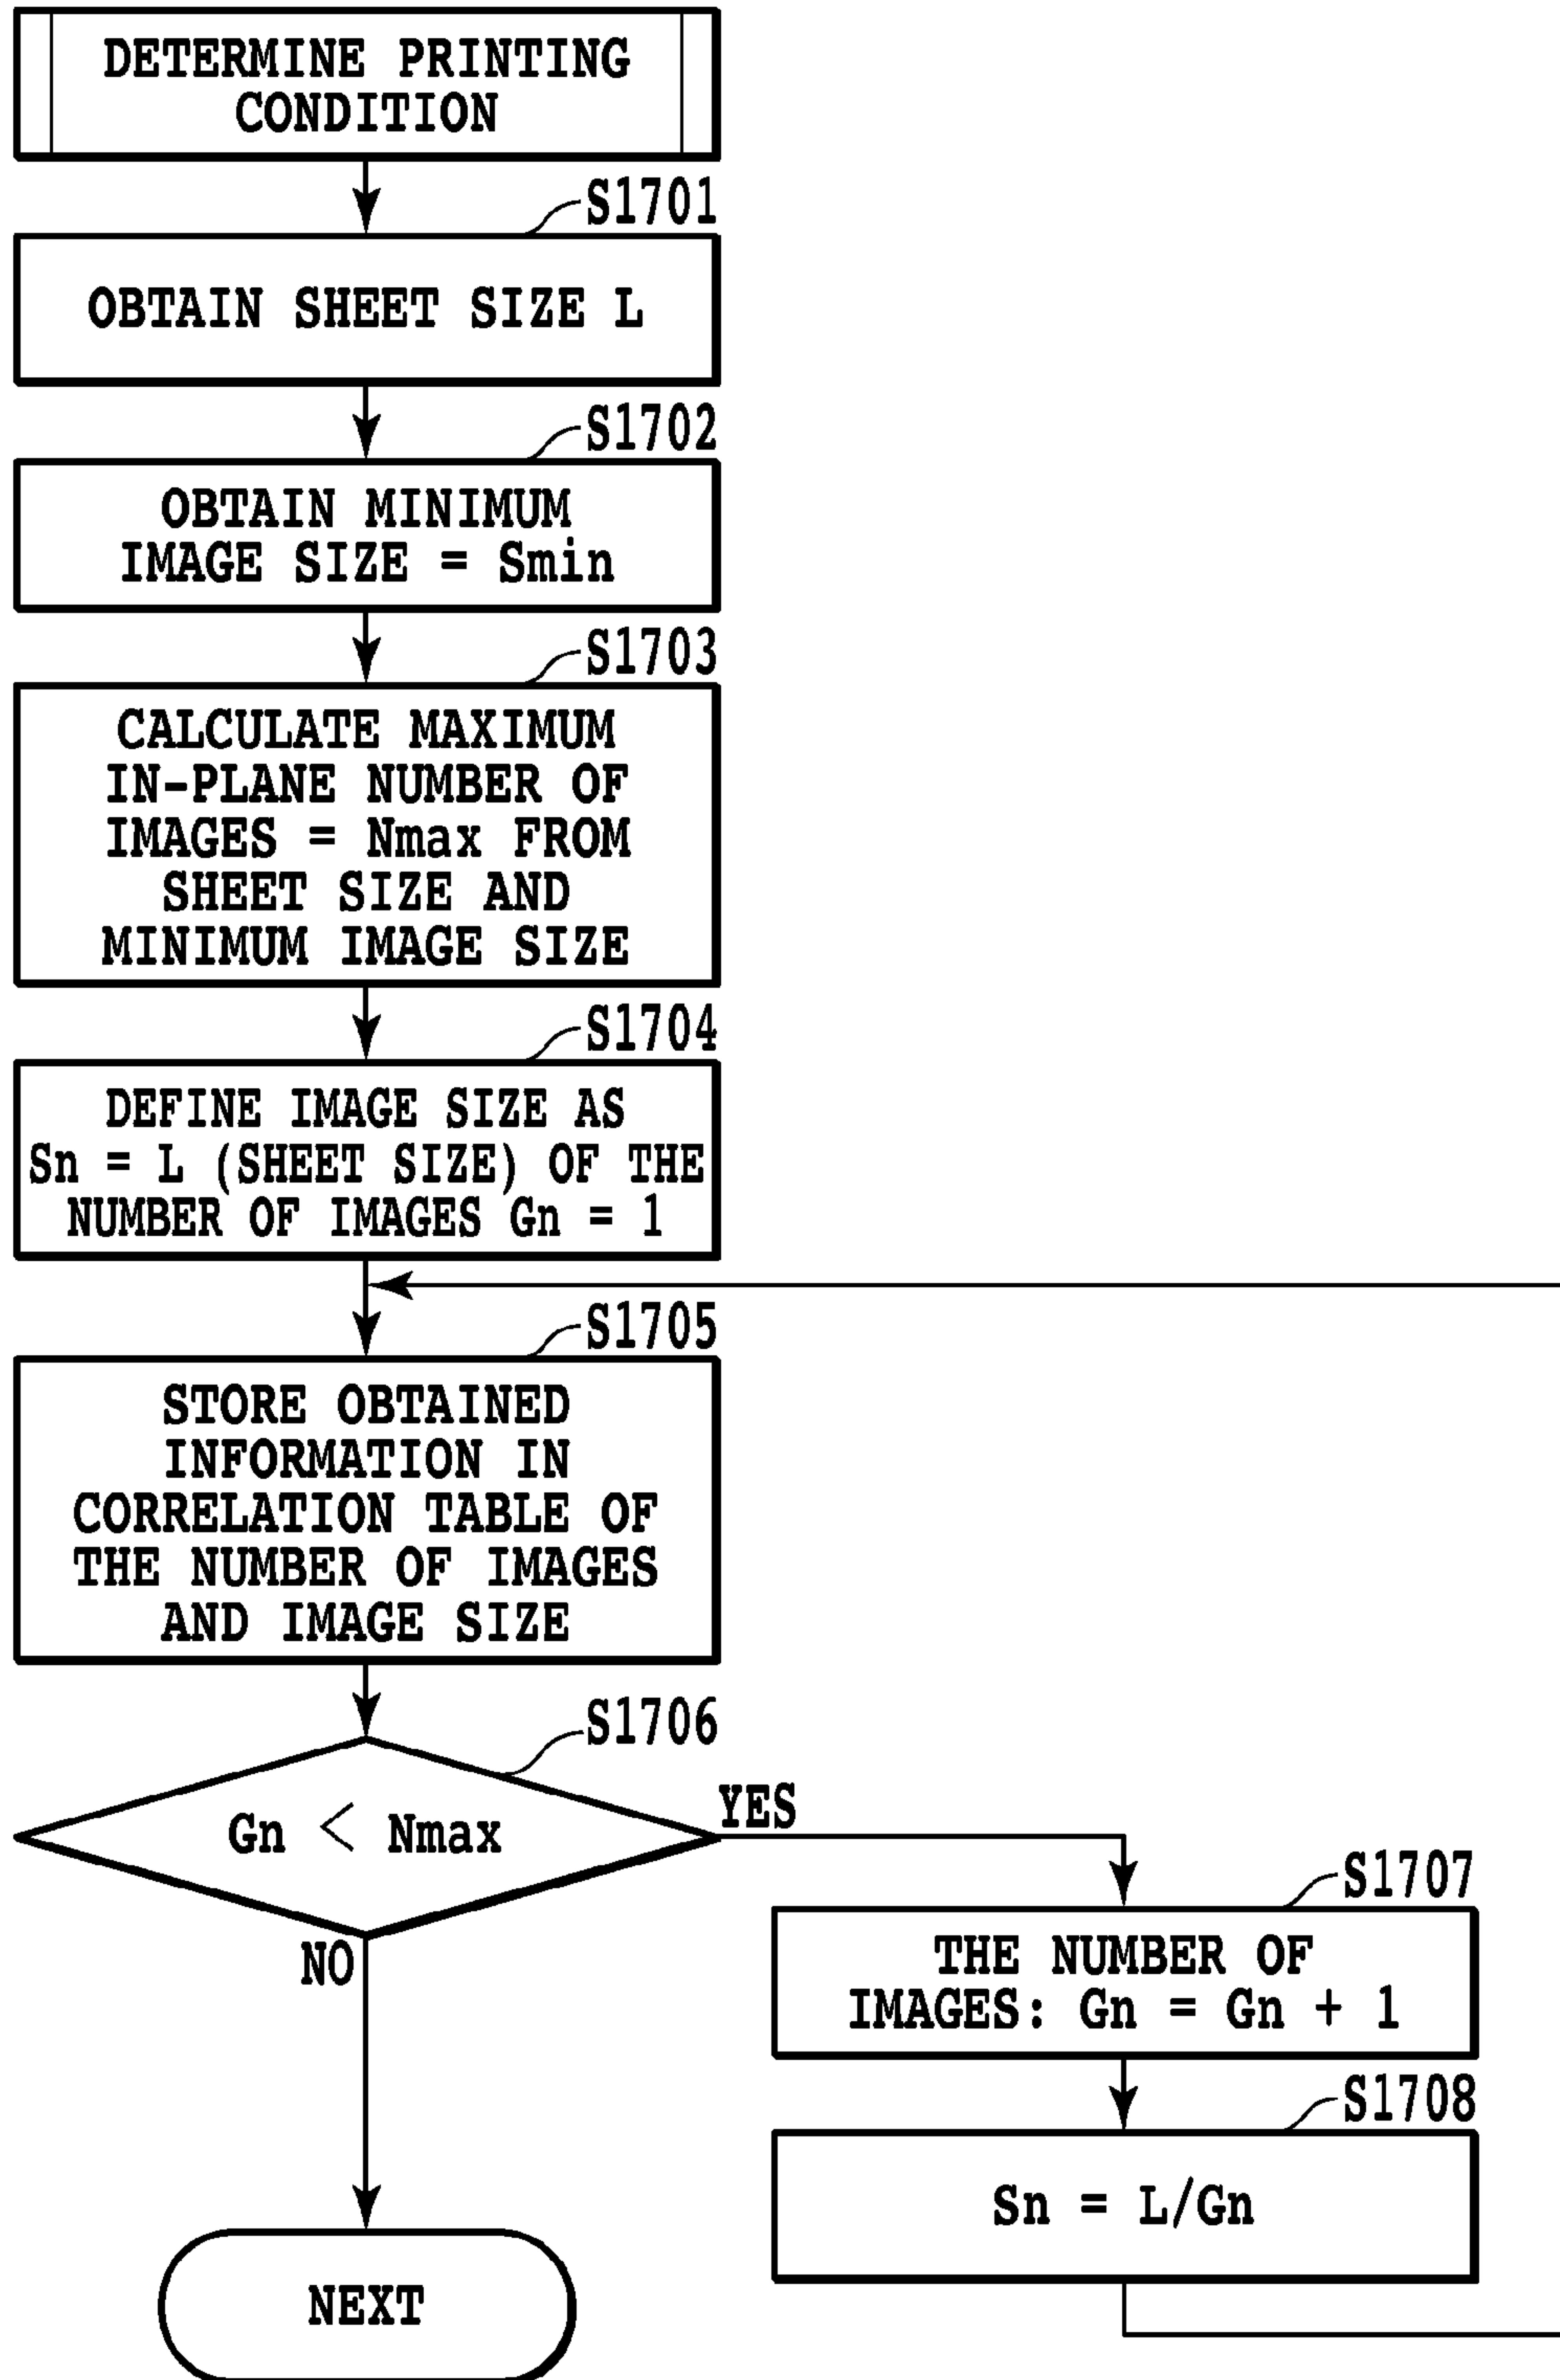 DETERMINE PRINTING
CONDITION
S1701
OBTAIN SHEET SIZE L
S1702
OBTAIN MINIMUM
IMAGE SIZE = Smin
S1703
CALCULATE MAXIMUM
IN-PLANE NUMBER OF
IMAGES = Nmax FROM
SHEET SIZE AND
MINIMUM IMAGE SIZE
S1704
DEFINE IMAGE SIZE AS
Sn = L (SHEET SIZE) OF THE
NUMBER OF IMAGES Gn = 1
S1705
STORE OBTAINED
INFORMATION IN
CORRELATION TABLE OF
THE NUMBER OF IMAGES
AND IMAGE SIZE
S1706
Gn < Nmax
YES
NO
S1707
THE NUMBER OF
IMAGES: Gn = Gn + 1
S1708
Sn = L/Gn
NEXT